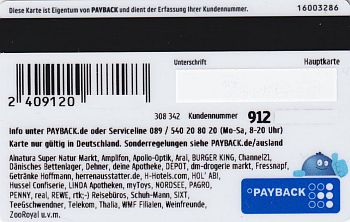 Diese Karte ist Eigentum von PAYBACK und dient der Erfassung Ihrer Kundennummer. 16003286
Unterschrift Hauptkarte
2 409120
308 342 Kundennummer 912
Info unter PAYBACK.de oder Serviceline 089 / 540 20 80 20 (Mo-Sa, 8-20 Uhr)
Karte nur gültig in Deutschland. Sonderregelungen siehe PAYBACK.de/ausland
Alnatura Super Natur Markt, Amplifon, Apollo-Optik, Aral, BURGER KING, Channel21,
Dänisches Bettenlager, Dehner, deine Apotheke, DEPOT, dm-drogerie markt, Fressnapf,
Getränke Hoffmann, herrenausstatter.de, H-Hotels.com, HOL' ABI,
Hussel Confiserie, LINDA Apotheken, myToys, NORDSEE, PAGRO,
PENNY, real, REWE, rtk;-) Reisebüros, Schuh-Mann, SIXT,
TeeGschwendner, Telekom, Thalia, WMF Filialen, Weinfreunde,
ZooRoyal u.v.m.
PAYBACK